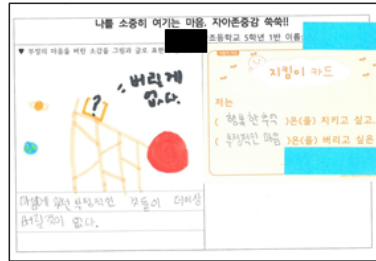 나를 소중히 여기는 마음, 자아존중감 쑥쑥!!
초등학교 5학년 1반 이름:
♥ 부정의 마음을 버린 소감을 그림과 글로 표현
?
버릴게
없다.
마음에 있던 부정적인 것들이 더이상
버릴것이 없다.
지킴이 카드
저는
( 행복한 추억 )은(를) 지키고 싶고,
( 부정적인 마음 )은(를) 버리고 싶은